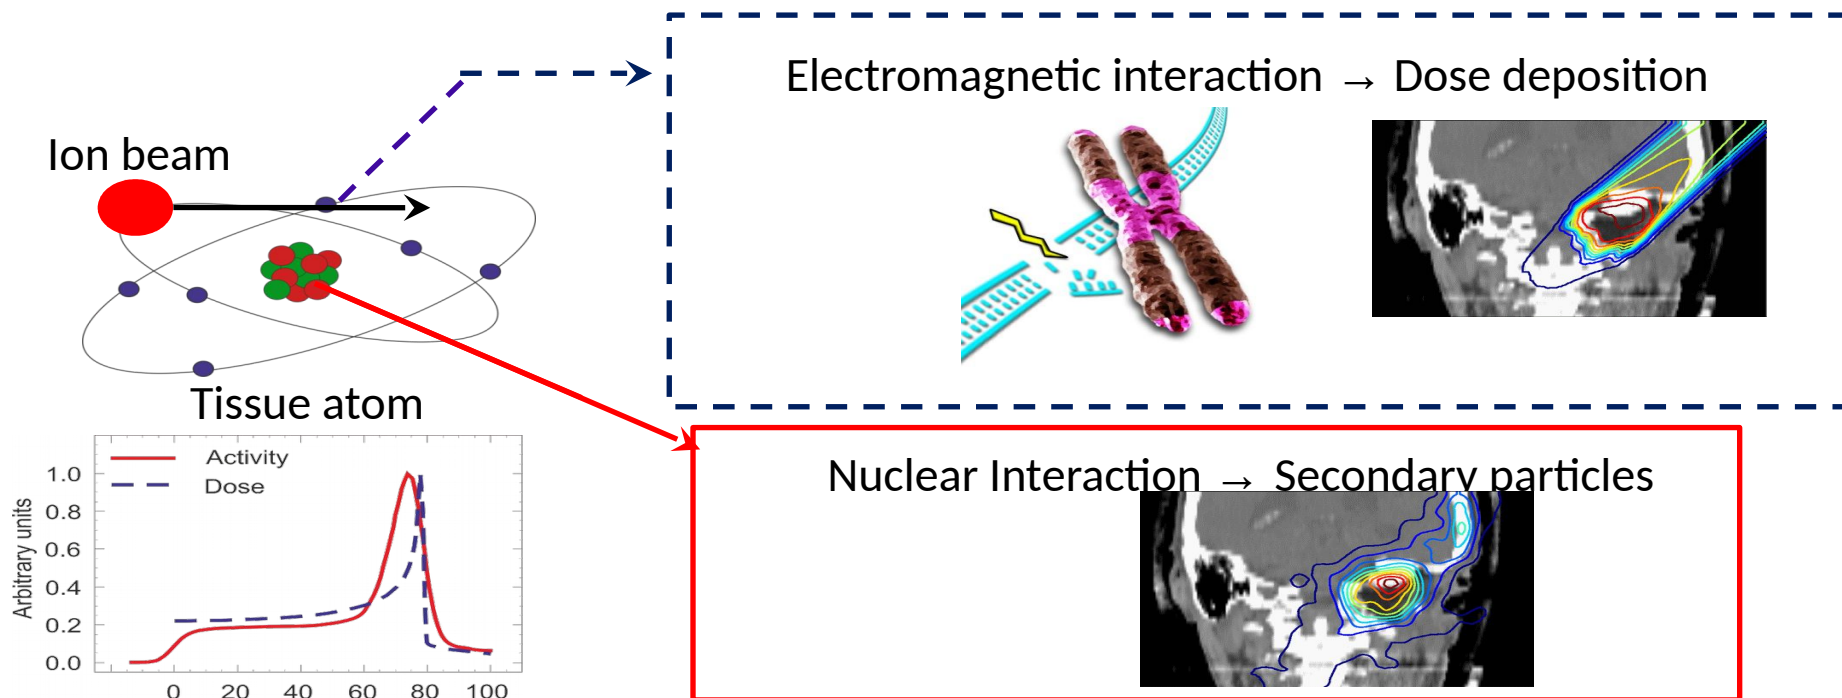 Electromagnetic interaction → Dose deposition
Ion beam
Tissue atom
Activity
Dose
Arbitrary units
1.0
0.8
0.6
0.4
0.2
0.0
0 20 40 60 80 100
Nuclear Interaction → Secondary particles